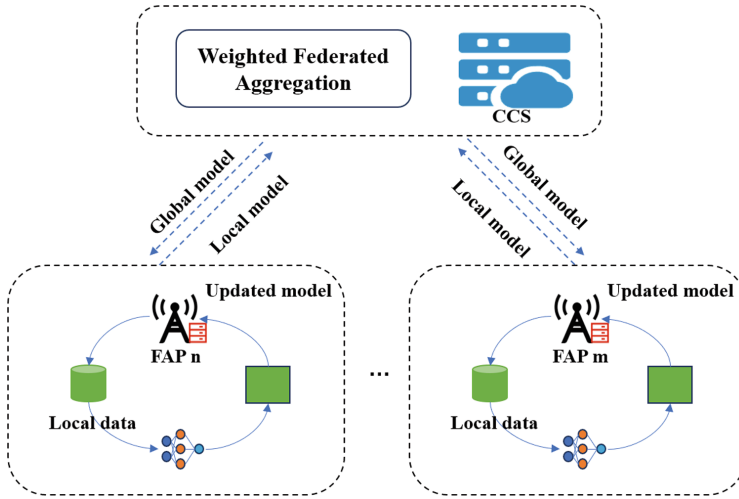 Weighted Federated
Aggregation
CCS
Global model
Local model
Global model
Local model
Updated model
FAP n
Local data
...
Updated model
FAP m
Local data